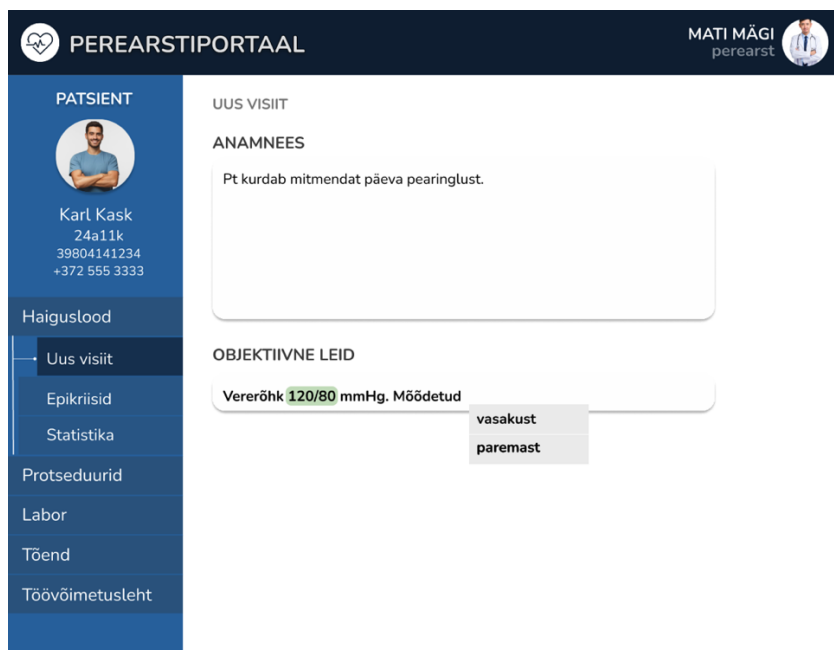 PEREARSTIPORTAAL
MATI MÄGI
perearst
PATSIENT
Karl Kask
24a11k
39804141234
+372 555 3333
Haiguslood
Uus visiit
Epikriisid
Statistika
Protseduurid
Labor
Tõend
Töövõimetusleht
UUS VISIIT
ANAMNEES
Pt kurdab mitmendat päeva pearinglust.
OBJEKTIIVNE LEID
Vererõhk 120/80 mmHg. Mõõdetud
vasakust
paremast